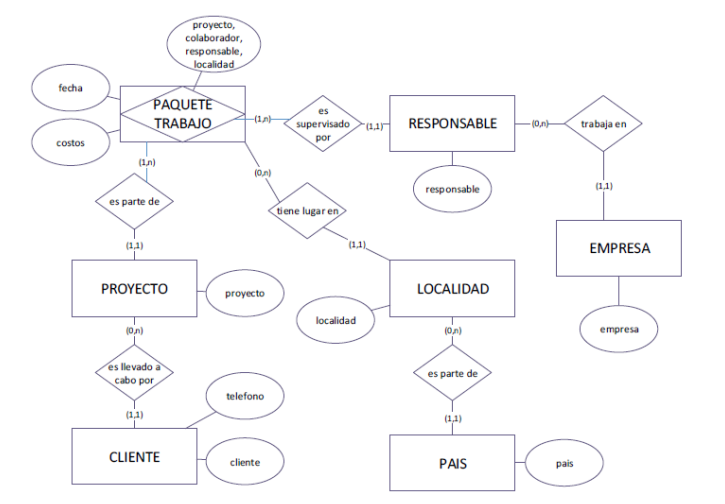 proyecto,
colaborador,
responsable,
localidad
fecha
costos
PAQUETE
TRABAJO
(1,n)
es
supervisado
por
(1,1)
RESPONSABLE
(0,n)
trabaja en
responsable
(1,n)
(0,n)
(1,1)
es parte de
tiene lugar en
(1,1)
(1,1)
EMPRESA
PROYECTO
proyecto
LOCALIDAD
localidad
empresa
(0,n)
(0,n)
es llevado a
cabo por
es parte de
telefono
(1,1)
(1,1)
CLIENTE
cliente
PAIS
pais